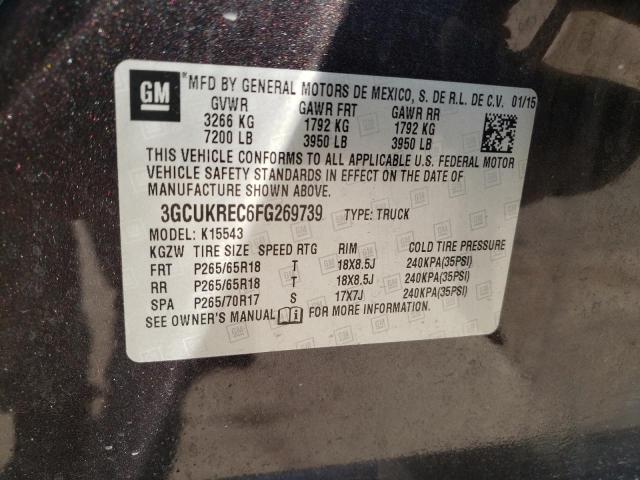 GM *MFD BY GENERAL MOTORS DE MEXICO, S. DE R.L. DE C.V. 01/15
GVWR GAWR FRT GAWR RR
3266 KG 1792 KG 1792 KG
7200 LB 3950 LB 3950 LB
THIS VEHICLE CONFORMS TO ALL APPLICABLE U.S. FEDERAL MOTOR
VEHICLE SAFETY STANDARDS IN EFFECT ON THE DATE OF
MANUFACTURE SHOWN ABOVE.
3GCUKREC6FG269739 TYPE: TRUCK
MODEL: K15543
KGZW TIRE SIZE SPEED RTG RIM COLD TIRE PRESSURE
FRT P265/65R18 T 18X8.5J 240KPA(35PSI)
RR P265/65R18 T 18X8.5J 240KPA(35PSI)
SPA P265/70R17 S 17X7J 240KPA(35PSI)
SEE OWNER'S MANUAL FOR MORE INFORMATION.